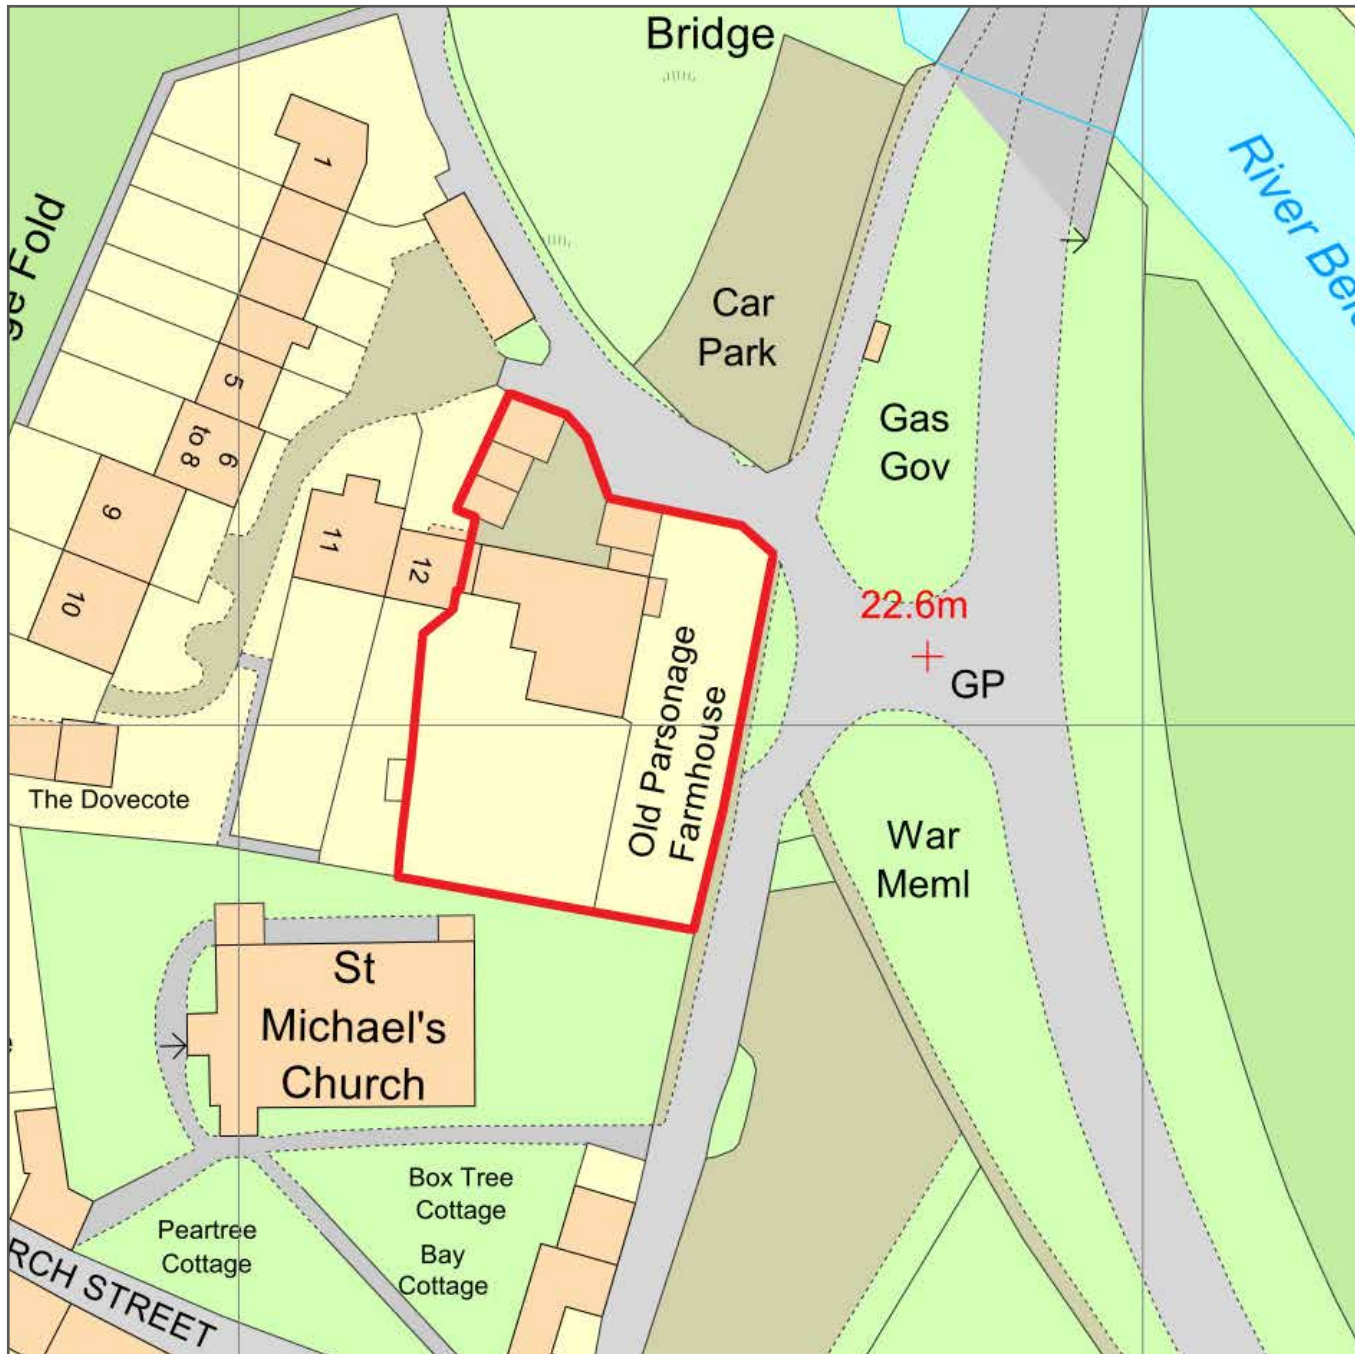 Bridge
1
River
ge Fold
Car
Park
5
6
to 8
Gas
Gov
9
11
12
10
22.6m
GP
Old Parsonage
Farmhouse
The Dovecote
War
Meml
St
Michael's
Church
Box Tree
Cottage
Peartree
Cottage
Bay
Cottage
RCH STREET